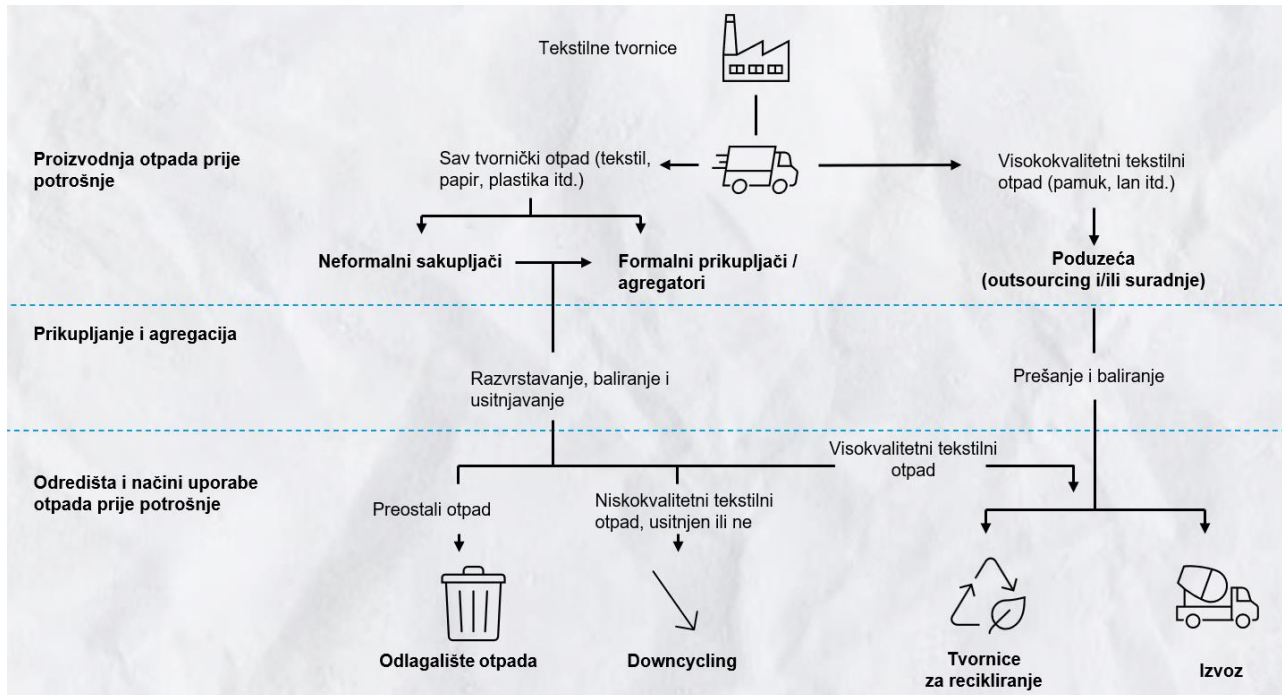 Tekstilne tvornice
Proizvodnja otpada prije
potrošnje
Sav tvornički otpad (tekstil,
papir, plastika itd.)
Visokokvalitetni tekstilni
otpad (pamuk, lan itd.)
Neformalni sakupljači
Formalni prikupljači /
agregatori
Poduzeća
(outsourcing i/ili suradnje)
Prikupljanje i agregacija
Razvrstavanje, baliranje i
usitnjavanje
Prešanje i baliranje
Odredišta i načini uporabe
otpada prije potrošnje
Visokvalitetni tekstilni
otpad
Preostali otpad
Niskokvalitetni tekstilni
otpad, usitnjen ili ne
Odlagalište otpada
Downcycling
Tvornice
za recikliranje
Izvoz